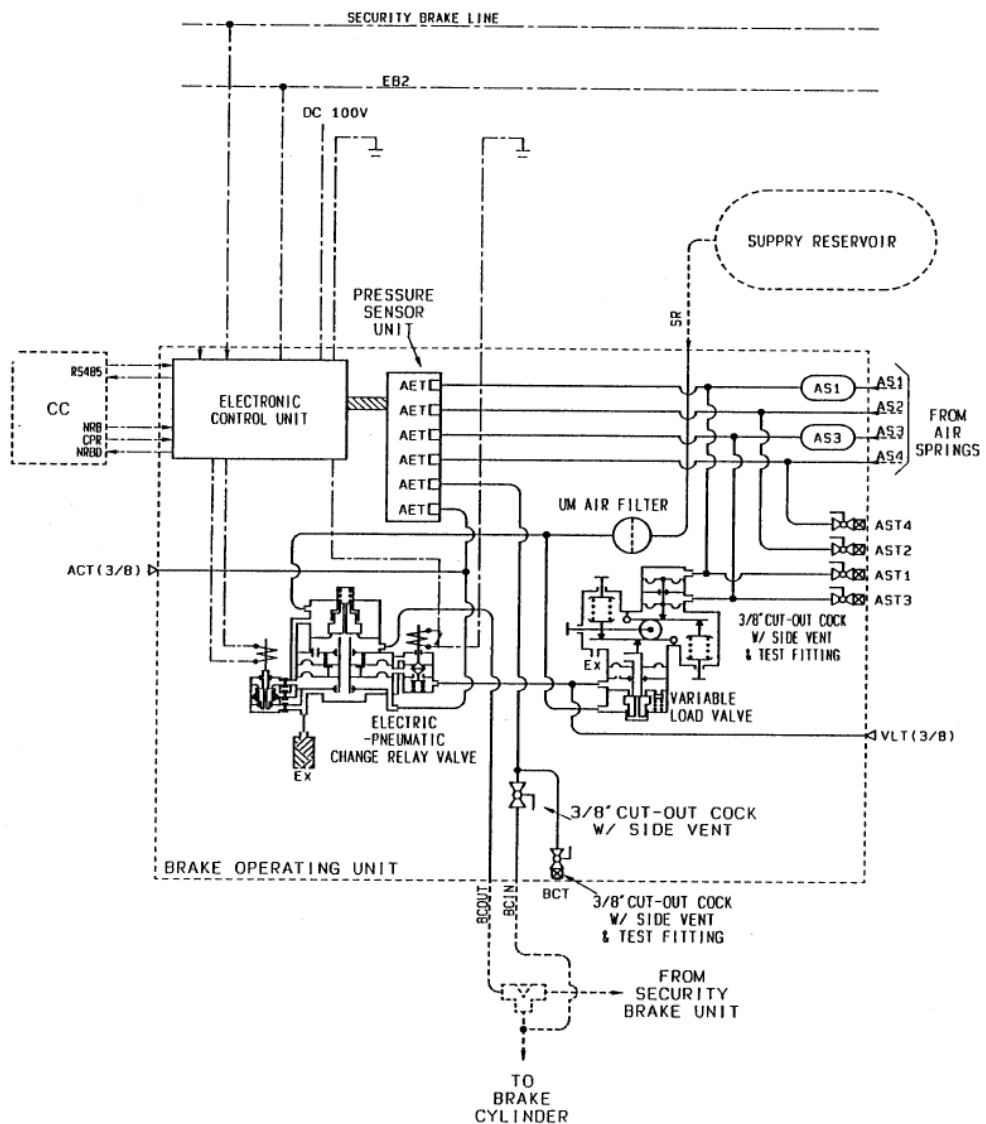 SECURITY BRAKE LINE
EB2
DC 100V
SUPPRY RESERVOIR
PRESSURE
SENSOR
UNIT
SR
RS485
CC
NRB
CPR
NRBD
ELECTRONIC
CONTROL UNIT
AET
AET
AET
AET
AET
AET
AS1
AS3
AS1
AS2
AS3
AS4
FROM
AIR
SPRINGS
UM AIR FILTER
AST4
AST2
AST1
AST3
3/8" CUT-OUT COCK
W/ SIDE VENT
& TEST FITTING
ACT(3/8)
Ex
VARIABLE
LOAD VALVE
ELECTRIC
-PNEUMATIC
CHANGE RELAY VALVE
Ex
VLT(3/8)
3/8" CUT-OUT COCK
W/ SIDE VENT
BRAKE OPERATING UNIT
BCOUT
BCIN
BCT
3/8" CUT-OUT COCK
W/ SIDE VENT
& TEST FITTING
FROM
SECURITY
BRAKE UNIT
TO
BRAKE
CYLINDER